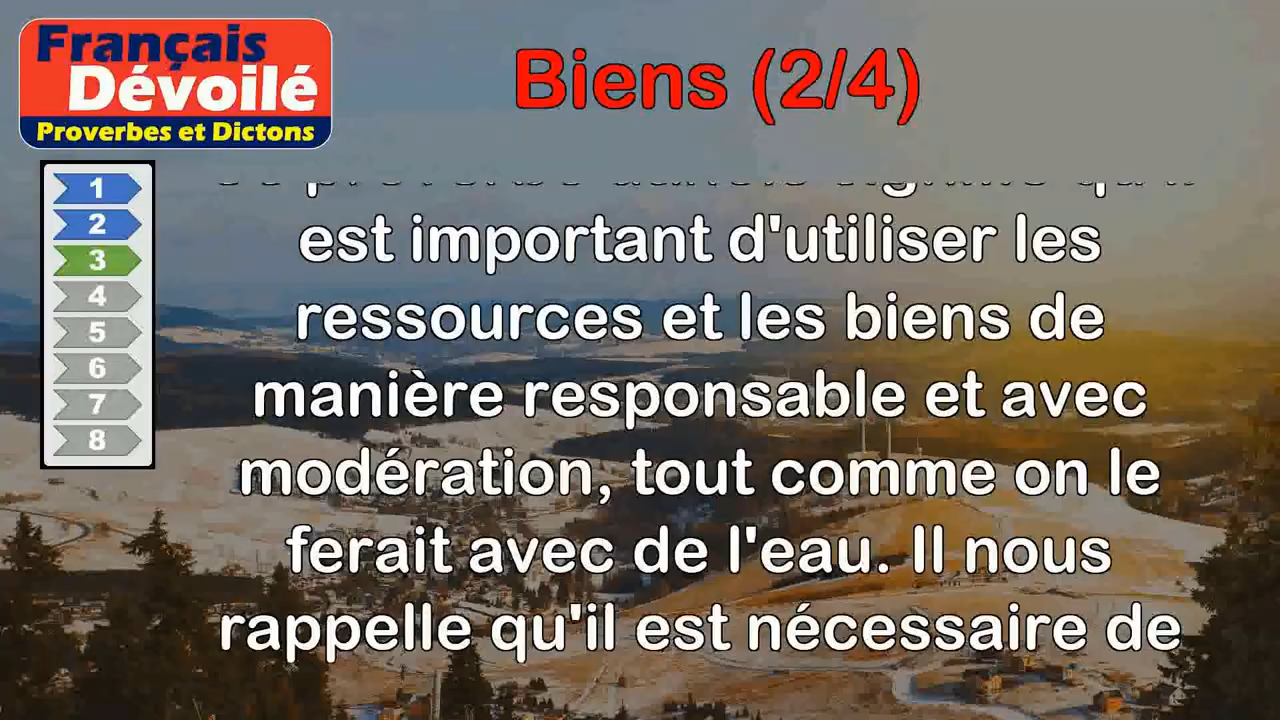 Français
Dévoilé
Proverbes et Dictons
Biens (2/4)
1
2
3
4
5
6
7
8
est important d'utiliser les
ressources et les biens de
manière responsable et avec
modération, tout comme on le
ferait avec de l'eau. Il nous
rappelle qu'il est nécessaire de